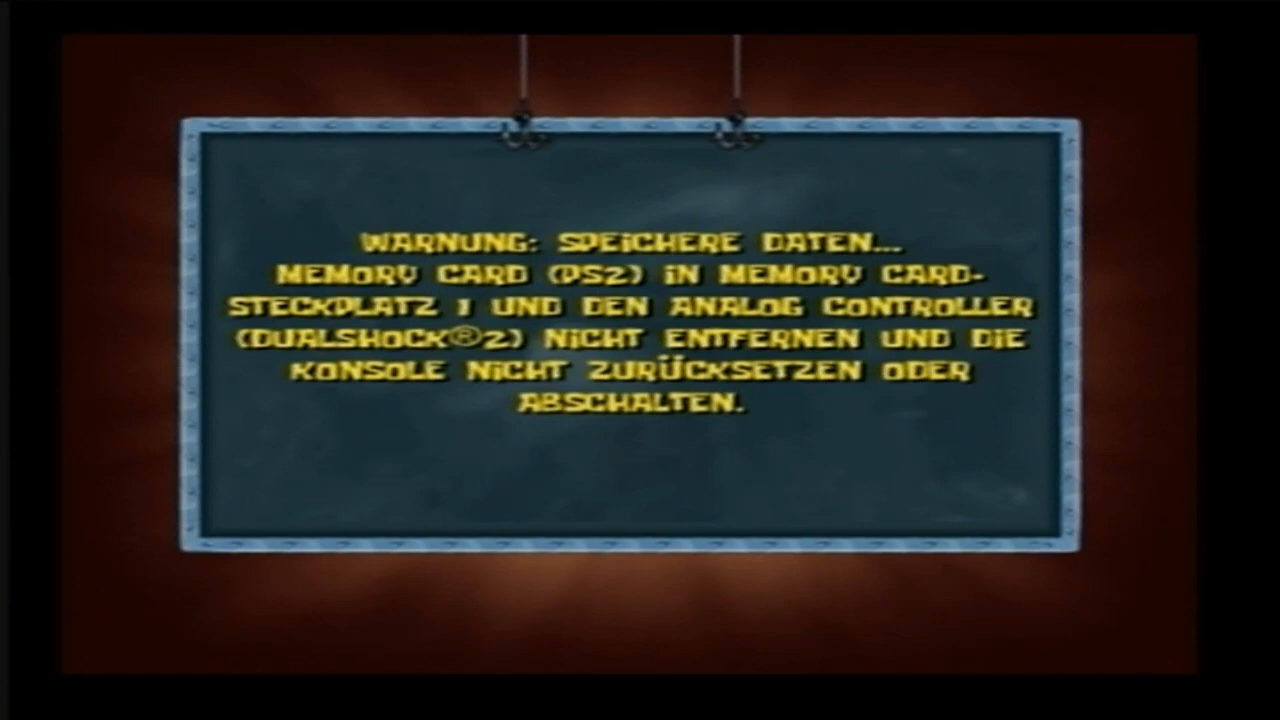 WARNUNG: SPEICHERE DATEN...
MEMORY CARD (PS2) IN MEMORY CARD-
STECKPLATZ 1 UND DEN ANALOG CONTROLLER
(DUALSHOCK®2) NICHT ENTFERNEN UND DIE
KONSOLE NICHT ZURÜCKSETZEN ODER
ABSCHALTEN.